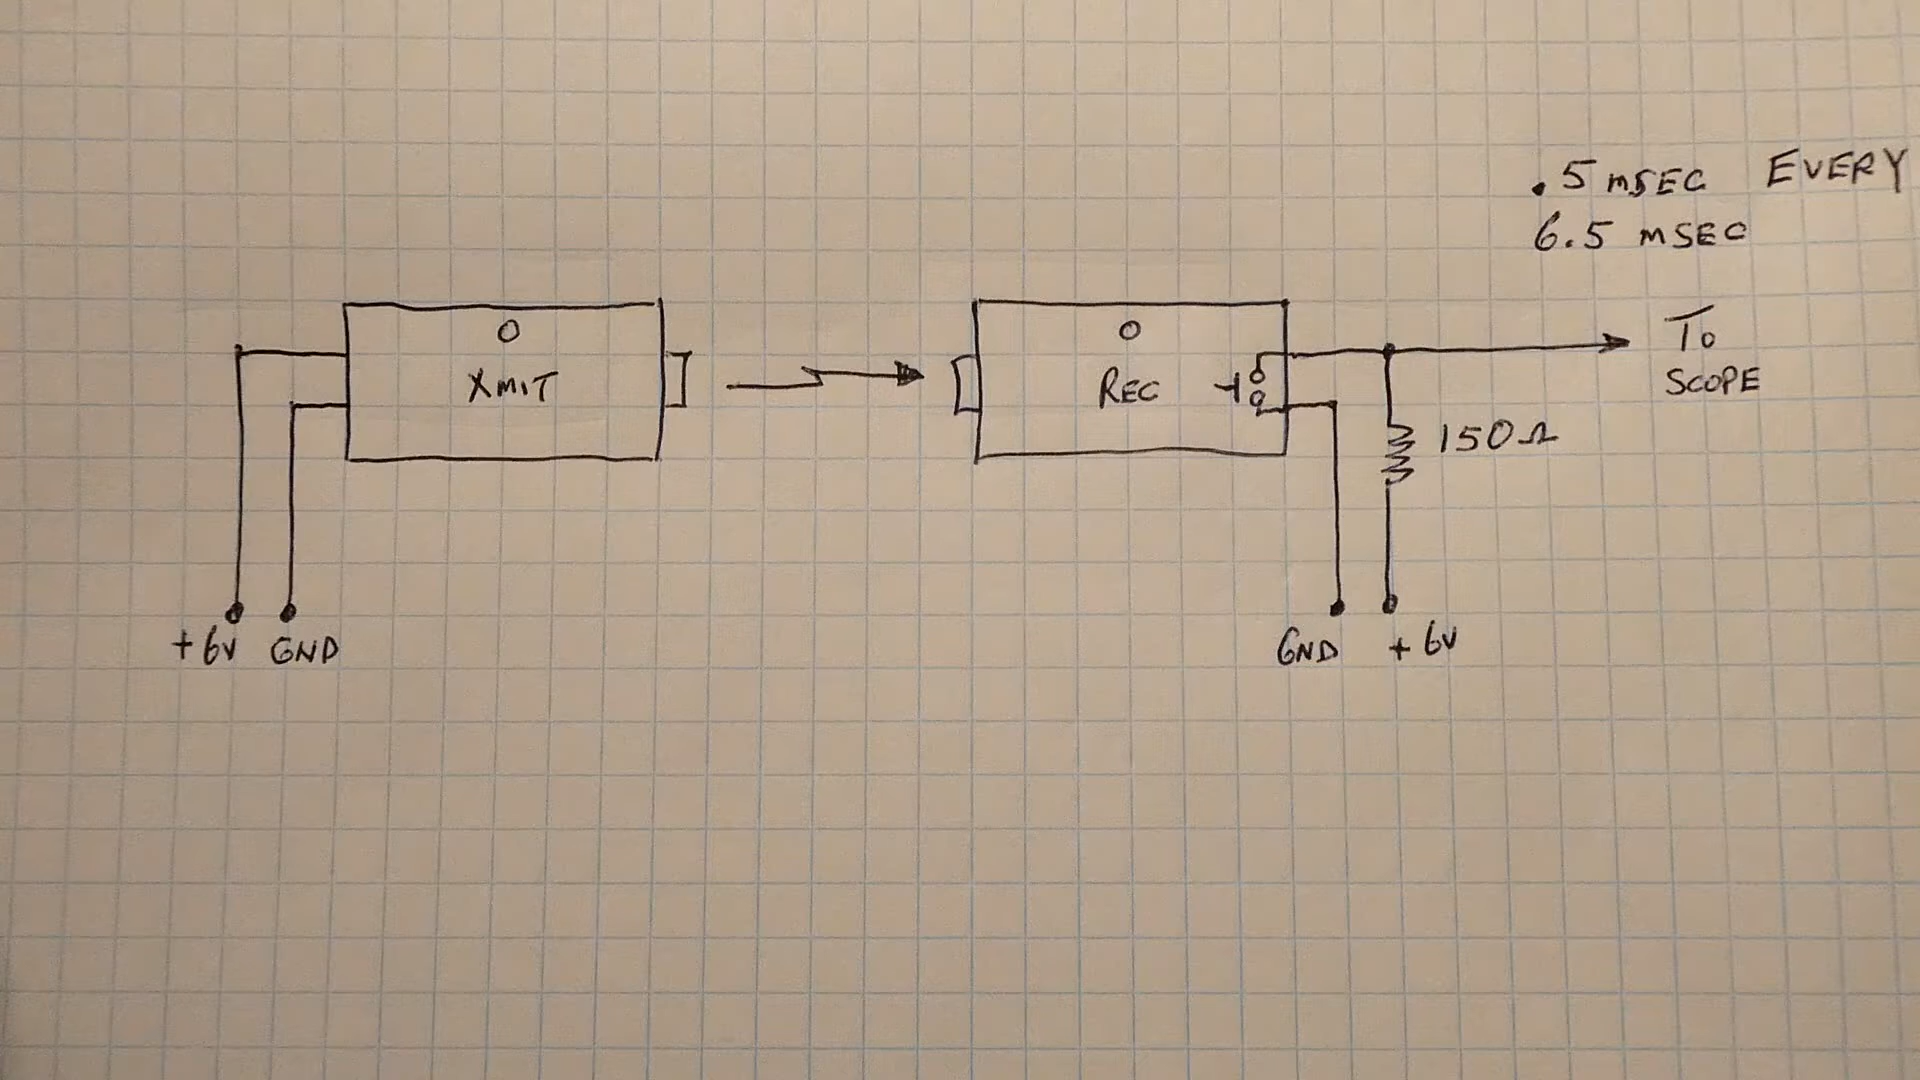 .5 mSEC EVERY
6.5 mSEC
XMIT
REC
To
SCOPE
150Ω
+6V GND
GND +6V